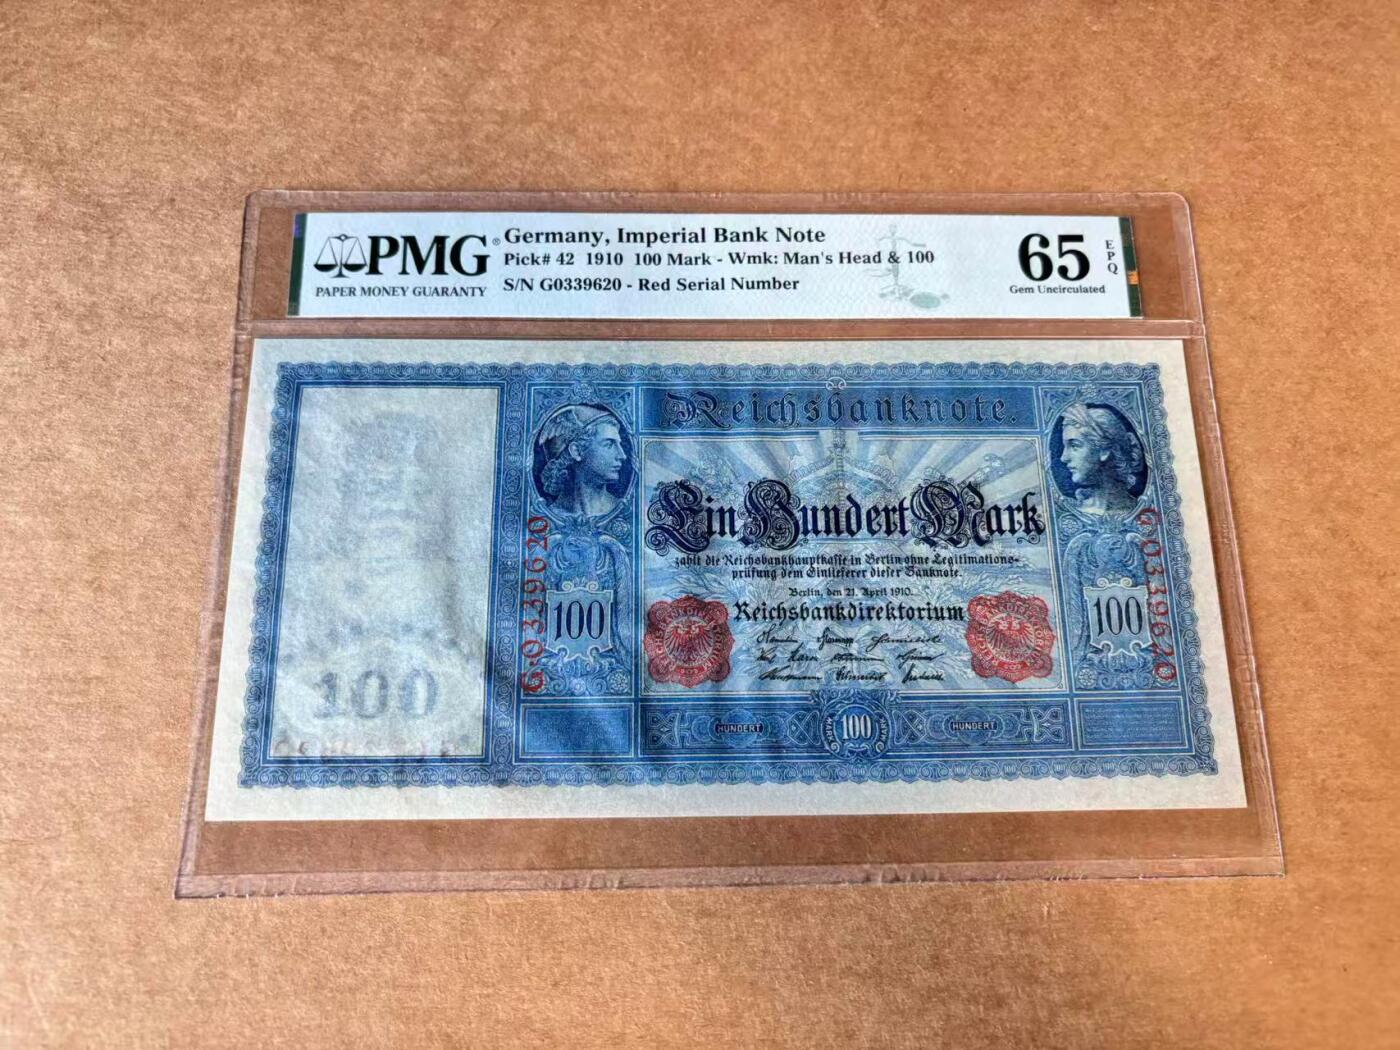 PMG®
PAPER MONEY GUARANTY
Germany, Imperial Bank Note
Pick# 42 1910 100 Mark - Wmk: Man's Head & 100
S/N G0339620 - Red Serial Number
65 EPQ
Gem Uncirculated
Reichsbanknote.
Ein Hundert Mark
zahlt die Reichsbankhauptkasse in Berlin ohne Legitimations-
prüfung dem Einlieferer dieser Banknote.
Berlin, den 21. April 1910.
Reichsbankdirektorium
G·0339620
G·0339620
100
100
100
HUNDERT
MARK 100 MARK
HUNDERT